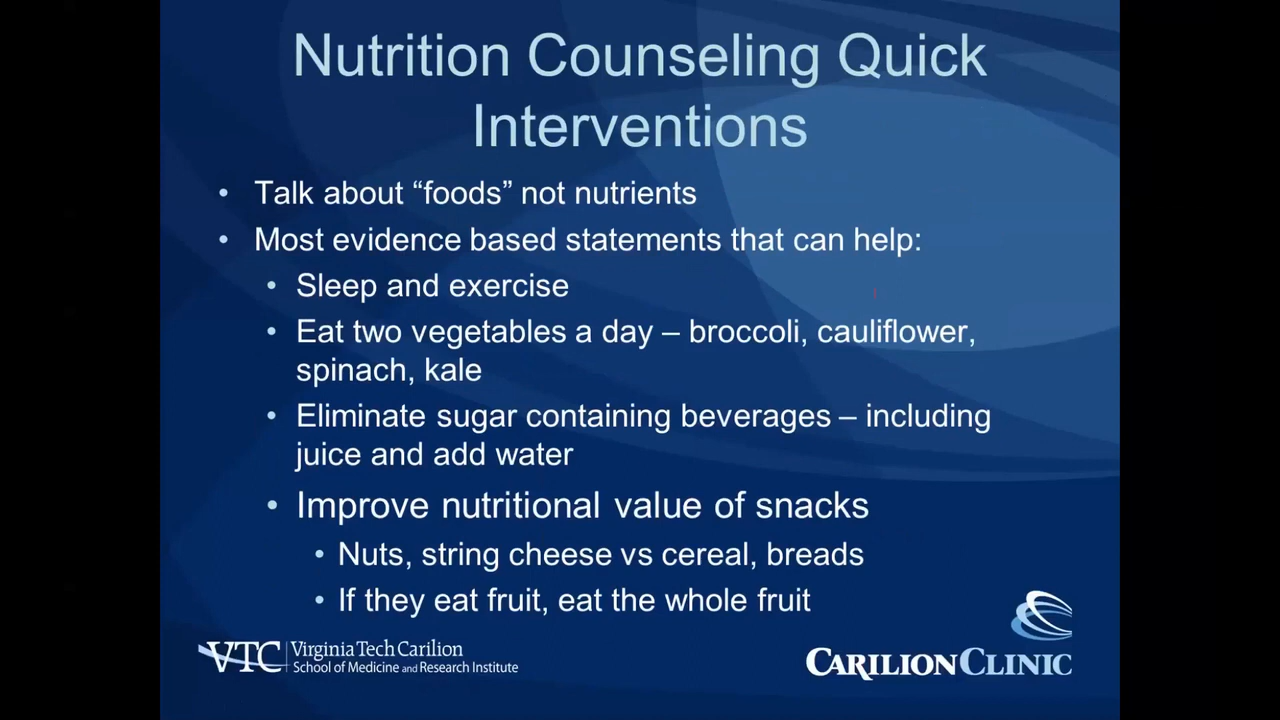 Nutrition Counseling Quick
Interventions
• Talk about “foods” not nutrients
• Most evidence based statements that can help:
• Sleep and exercise
• Eat two vegetables a day – broccoli, cauliflower,
spinach, kale
• Eliminate sugar containing beverages – including
juice and add water
• Improve nutritional value of snacks
• Nuts, string cheese vs cereal, breads
• If they eat fruit, eat the whole fruit
VTC Virginia Tech Carilion
School of Medicine and Research Institute
CARILION CLINIC